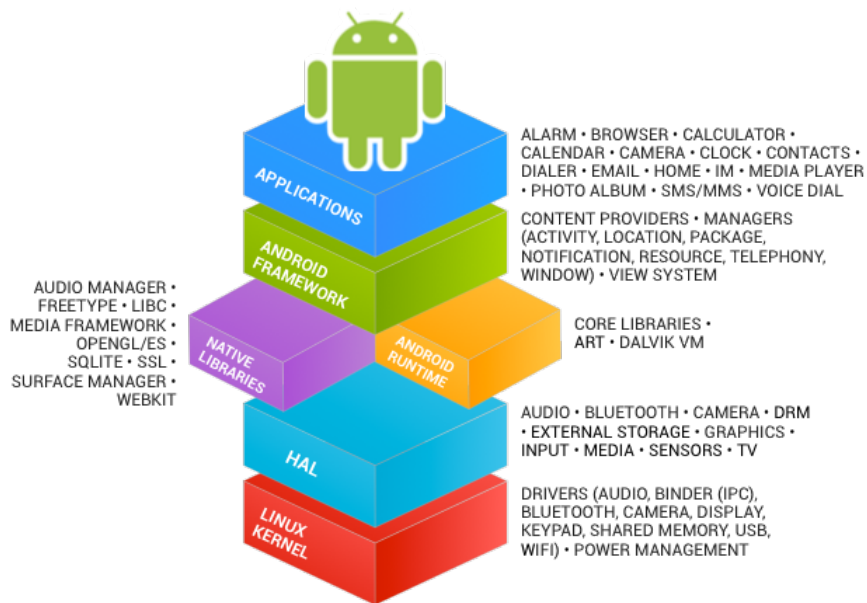 APPLICATIONS
ALARM • BROWSER • CALCULATOR •
CALENDAR • CAMERA • CLOCK • CONTACTS •
DIALER • EMAIL • HOME • IM • MEDIA PLAYER
• PHOTO ALBUM • SMS/MMS • VOICE DIAL
ANDROID
FRAMEWORK
CONTENT PROVIDERS • MANAGERS
(ACTIVITY, LOCATION, PACKAGE,
NOTIFICATION, RESOURCE, TELEPHONY,
WINDOW) • VIEW SYSTEM
AUDIO MANAGER •
FREETYPE • LIBC •
MEDIA FRAMEWORK •
OPENGL/ES •
SQLITE • SSL •
SURFACE MANAGER •
WEBKIT
NATIVE
LIBRARIES
ANDROID
RUNTIME
CORE LIBRARIES •
ART • DALVIK VM
HAL
AUDIO • BLUETOOTH • CAMERA • DRM
• EXTERNAL STORAGE • GRAPHICS •
INPUT • MEDIA • SENSORS • TV
LINUX
KERNEL
DRIVERS (AUDIO, BINDER (IPC),
BLUETOOTH, CAMERA, DISPLAY,
KEYPAD, SHARED MEMORY, USB,
WIFI) • POWER MANAGEMENT